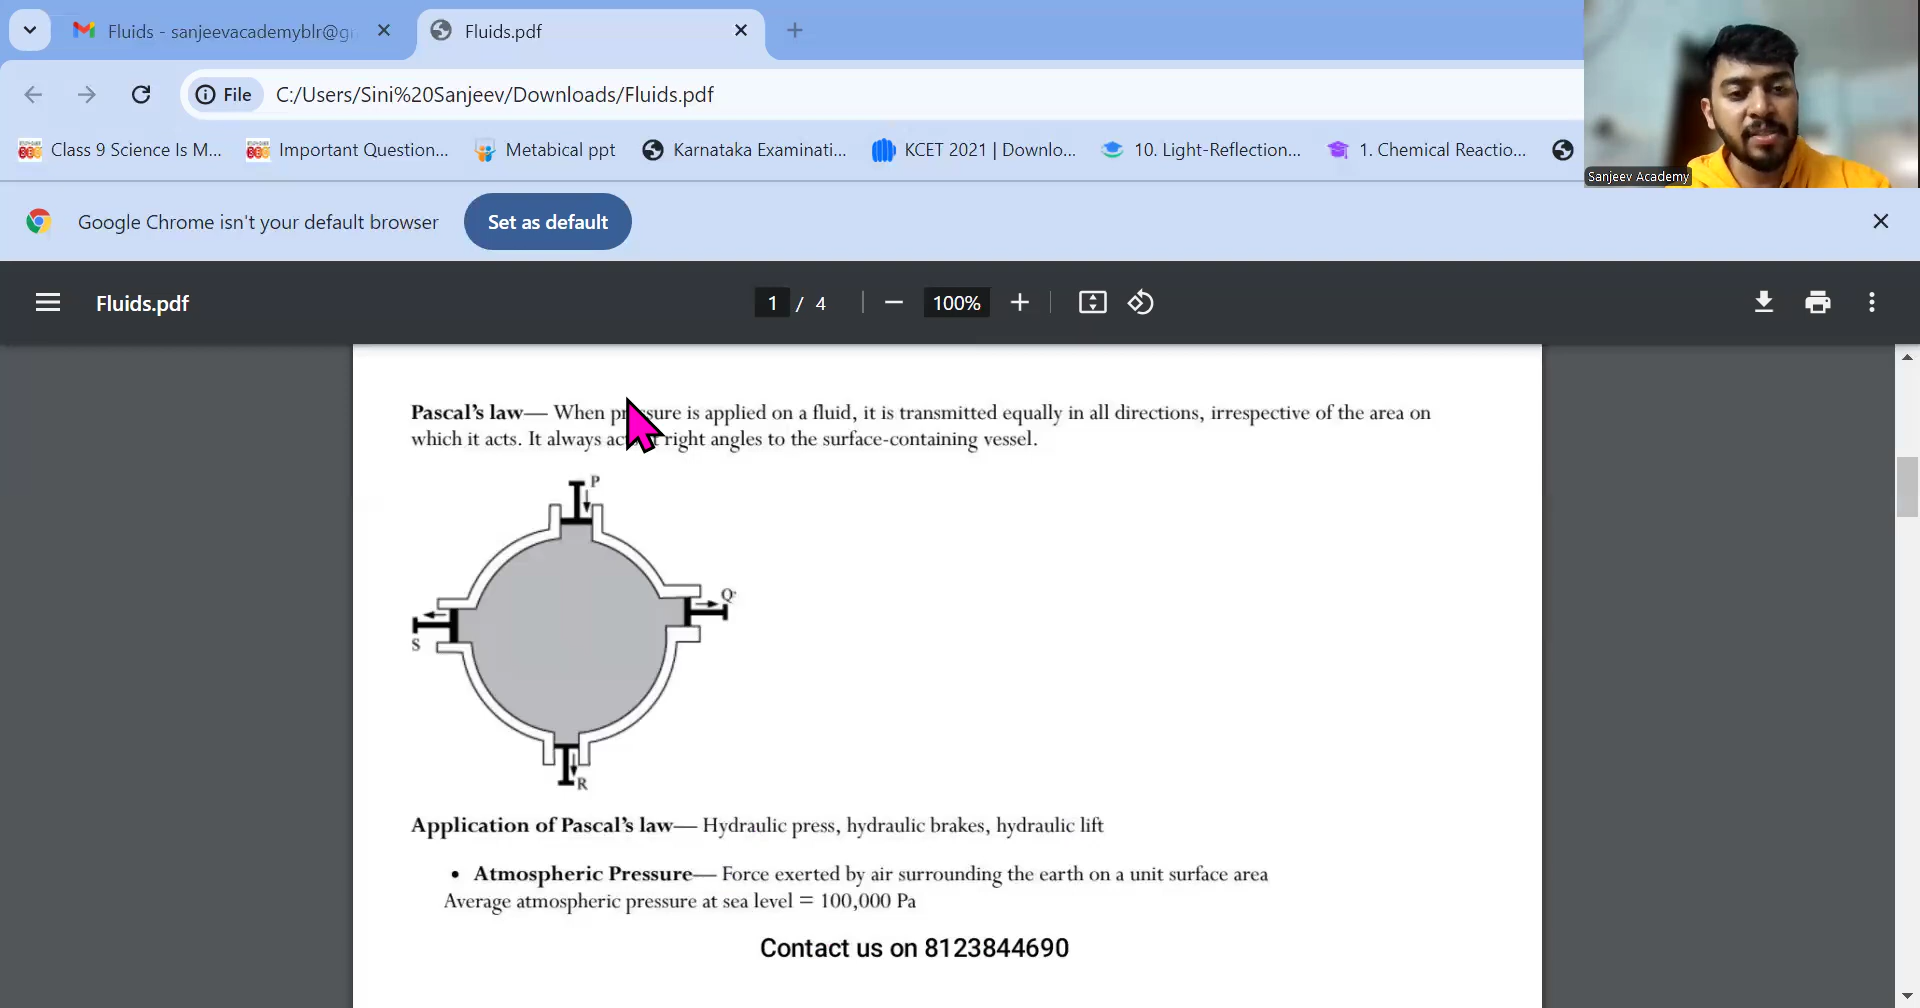 Fluids - sanjeevacademyblr@g
Fluids.pdf
File
C:/Users/Sini%20Sanjeev/Downloads/Fluids.pdf
Class 9 Science Is M...
Important Question...
Metabical ppt
Karnataka Examinati...
KCET 2021 | Downlo...
10. Light-Reflection...
1. Chemical Reactio...
Sanjeev Academy
Google Chrome isn't your default browser
Set as default
Fluids.pdf
1 / 4
100%
Pascal's law— When pressure is applied on a fluid, it is transmitted equally in all directions, irrespective of the area on
which it acts. It always right angles to the surface-containing vessel.
P
Q
S
R
Application of Pascal's law— Hydraulic press, hydraulic brakes, hydraulic lift
• Atmospheric Pressure— Force exerted by air surrounding the earth on a unit surface area
Average atmospheric pressure at sea level = 100,000 Pa
Contact us on 8123844690